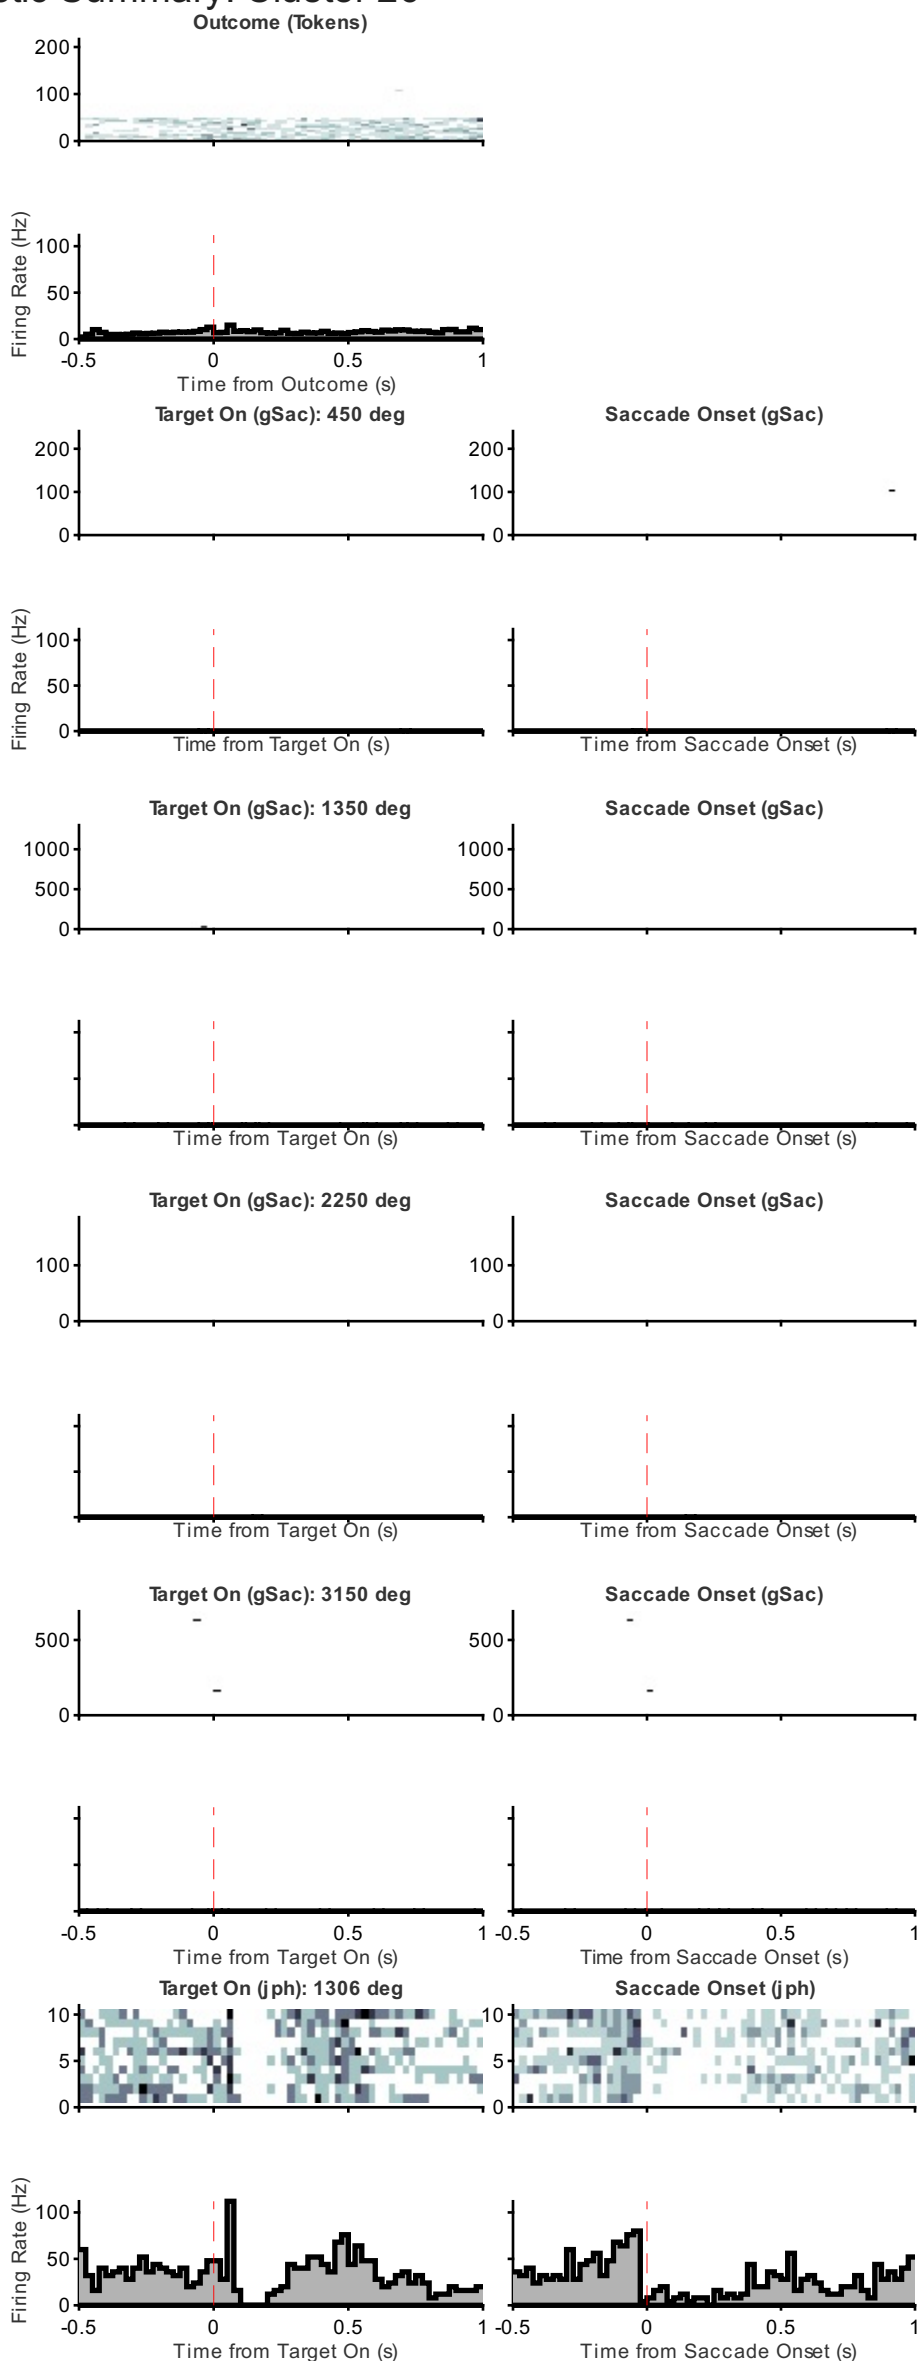 Summary: Cluster
Outcome (Tokens)
200
100
0
Firing Rate (Hz)
100
50
0
-0.5 0 0.5 1
Time from Outcome (s)
Target On (gSac): 450 deg Saccade Onset (gSac)
200 200
100 100
0 0
Firing Rate (Hz)
100
50
0
Time from Target On (s) Time from Saccade Onset (s)
Target On (gSac): 1350 deg Saccade Onset (gSac)
1000 1000
500 500
0 0
Time from Target On (s) Time from Saccade Onset (s)
Target On (gSac): 2250 deg Saccade Onset (gSac)
100 100
0 0
Time from Target On (s) Time from Saccade Onset (s)
Target On (gSac): 3150 deg Saccade Onset (gSac)
500 500
0 0
-0.5 0 0.5 1 -0.5 0 0.5 1
Time from Target On (s) Time from Saccade Onset (s)
Target On (jph): 1306 deg Saccade Onset (jph)
10 10
5 5
0 0
Firing Rate (Hz)
100
50
0
-0.5 0 0.5 1 -0.5 0 0.5 1
Time from Target On (s) Time from Saccade Onset (s)